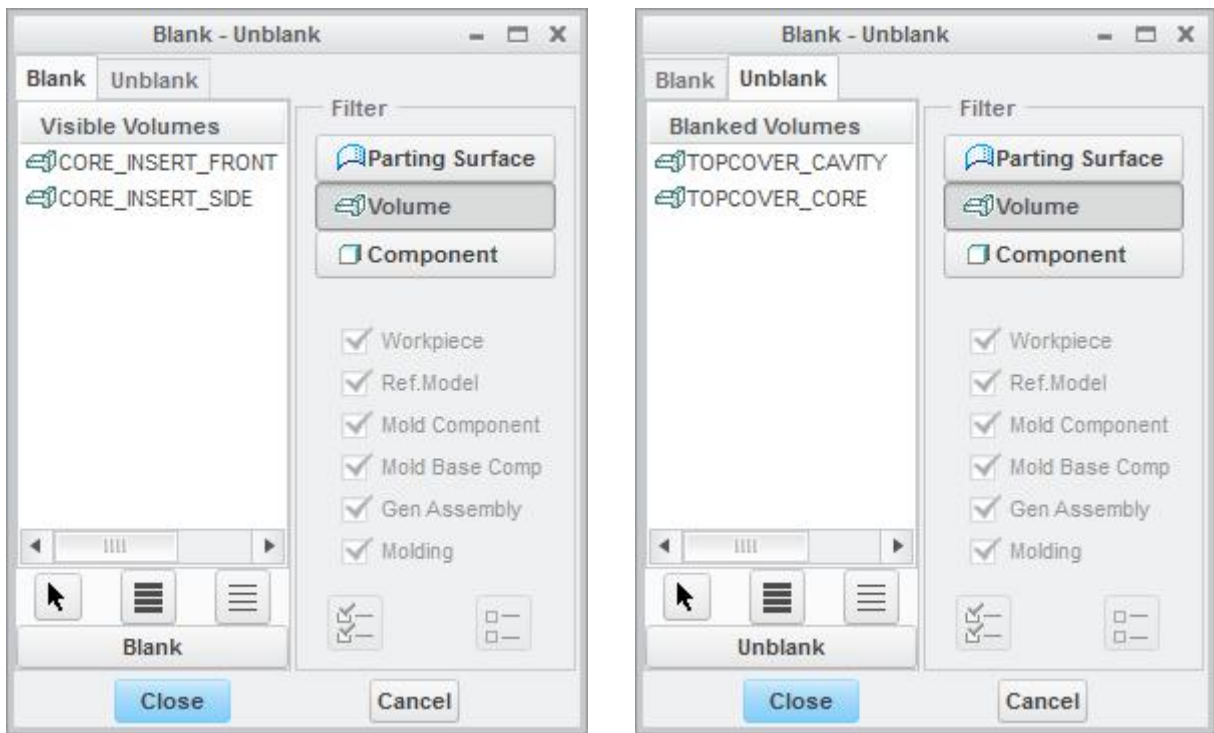 Blank - Unblank
Blank Unblank
Visible Volumes
CORE_INSERT_FRONT
CORE_INSERT_SIDE
Blank
Filter
Parting Surface
Volume
Component
Workpiece
Ref.Model
Mold Component
Mold Base Comp
Gen Assembly
Molding
Close Cancel
Blank - Unblank
Blank Unblank
Blanked Volumes
TOPCOVER_CAVITY
TOPCOVER_CORE
Unblank
Filter
Parting Surface
Volume
Component
Workpiece
Ref.Model
Mold Component
Mold Base Comp
Gen Assembly
Molding
Close Cancel